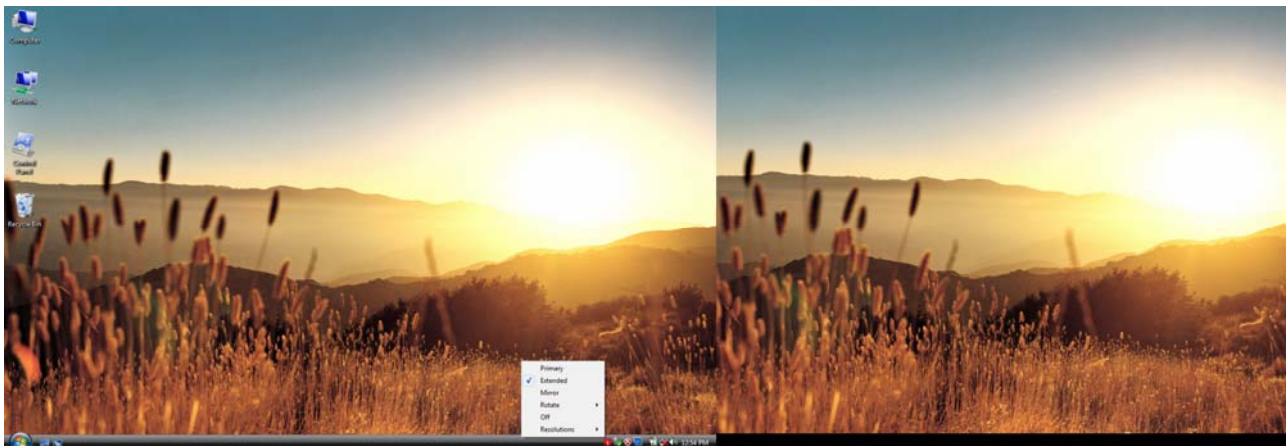 Computer
Network
Control
Panel
Recycle Bin
Primary
Extended
Mirror
Rotate
Off
Resolutions
12:54 PM